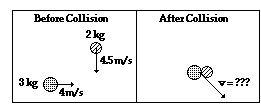 Before Collision
After Collision
2 kg
4.5 m/s
3 kg
4 m/s
v = ???